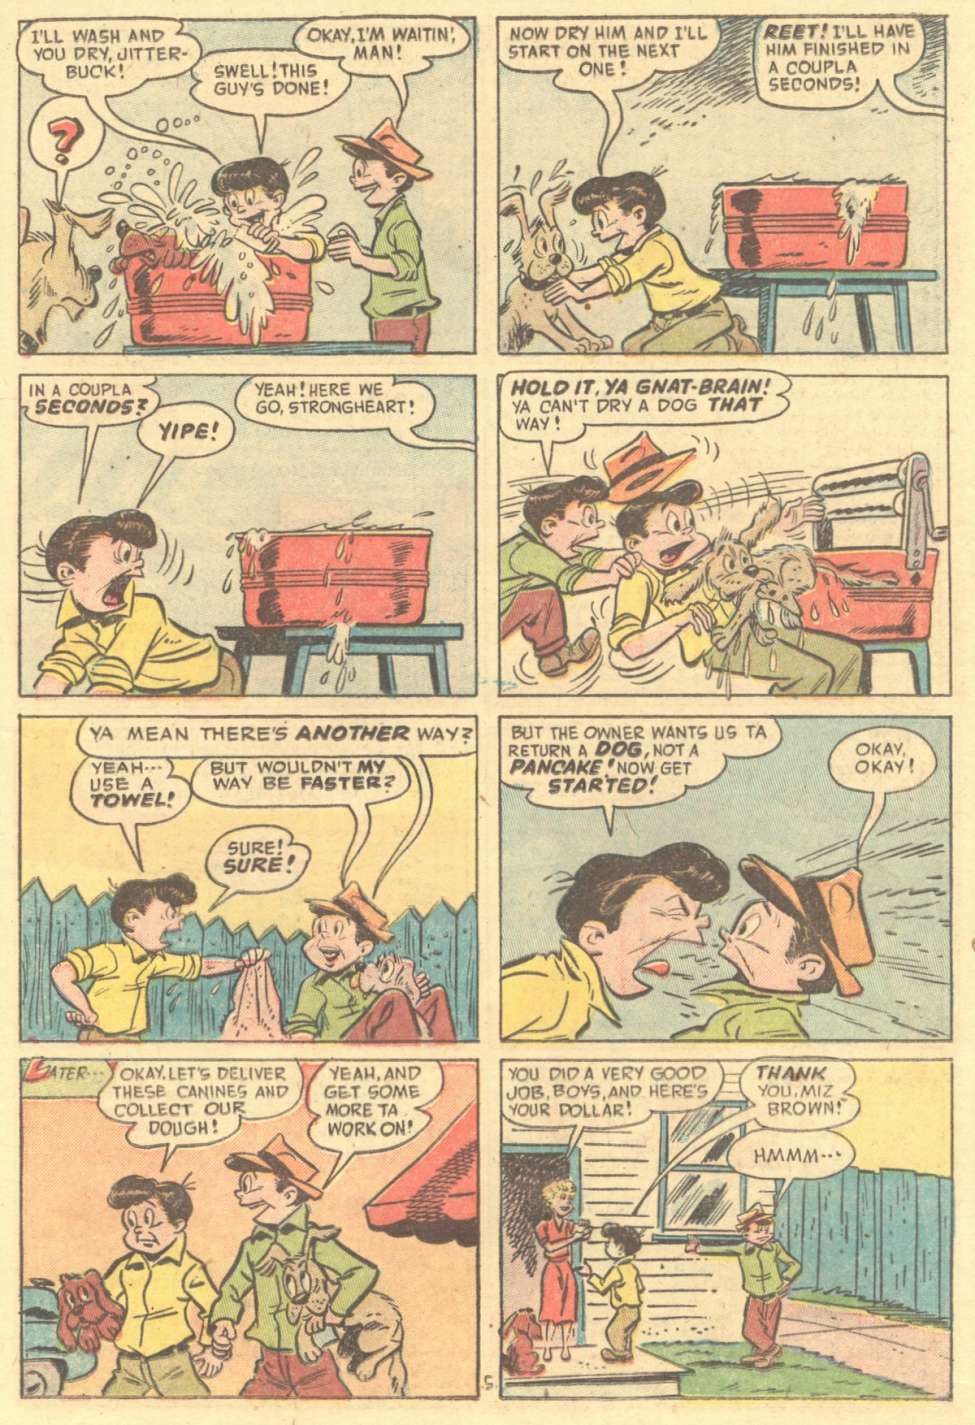 I'LL WASH AND
YOU DRY, JITTER-
BUCK!
SWELL! THIS
GUY'S DONE!
OKAY, I'M WAITIN',
MAN!
?
NOW DRY HIM AND I'LL
START ON THE NEXT
ONE!
REET! I'LL HAVE
HIM FINISHED IN
A COUPLA
SECONDS!
IN A COUPLA
SECONDS?
YIPE!
YEAH! HERE WE
GO, STRONGHEART!
HOLD IT, YA GNAT-BRAIN!
YA CAN'T DRY A DOG THAT
WAY!
YA MEAN THERE'S ANOTHER WAY?
YEAH---
USE A
TOWEL!
BUT WOULDN'T MY
WAY BE FASTER?
SURE!
SURE!
BUT THE OWNER WANTS US TA
RETURN A DOG, NOT A
PANCAKE! NOW GET
STARTED!
OKAY,
OKAY!
LATER---
OKAY, LET'S DELIVER
THESE CANINES AND
COLLECT OUR
DOUGH!
YEAH, AND
GET SOME
MORE TA
WORK ON!
YOU DID A VERY GOOD
JOB, BOYS, AND HERE'S
YOUR DOLLAR!
THANK
YOU, MIZ
BROWN!
HMMM---
5